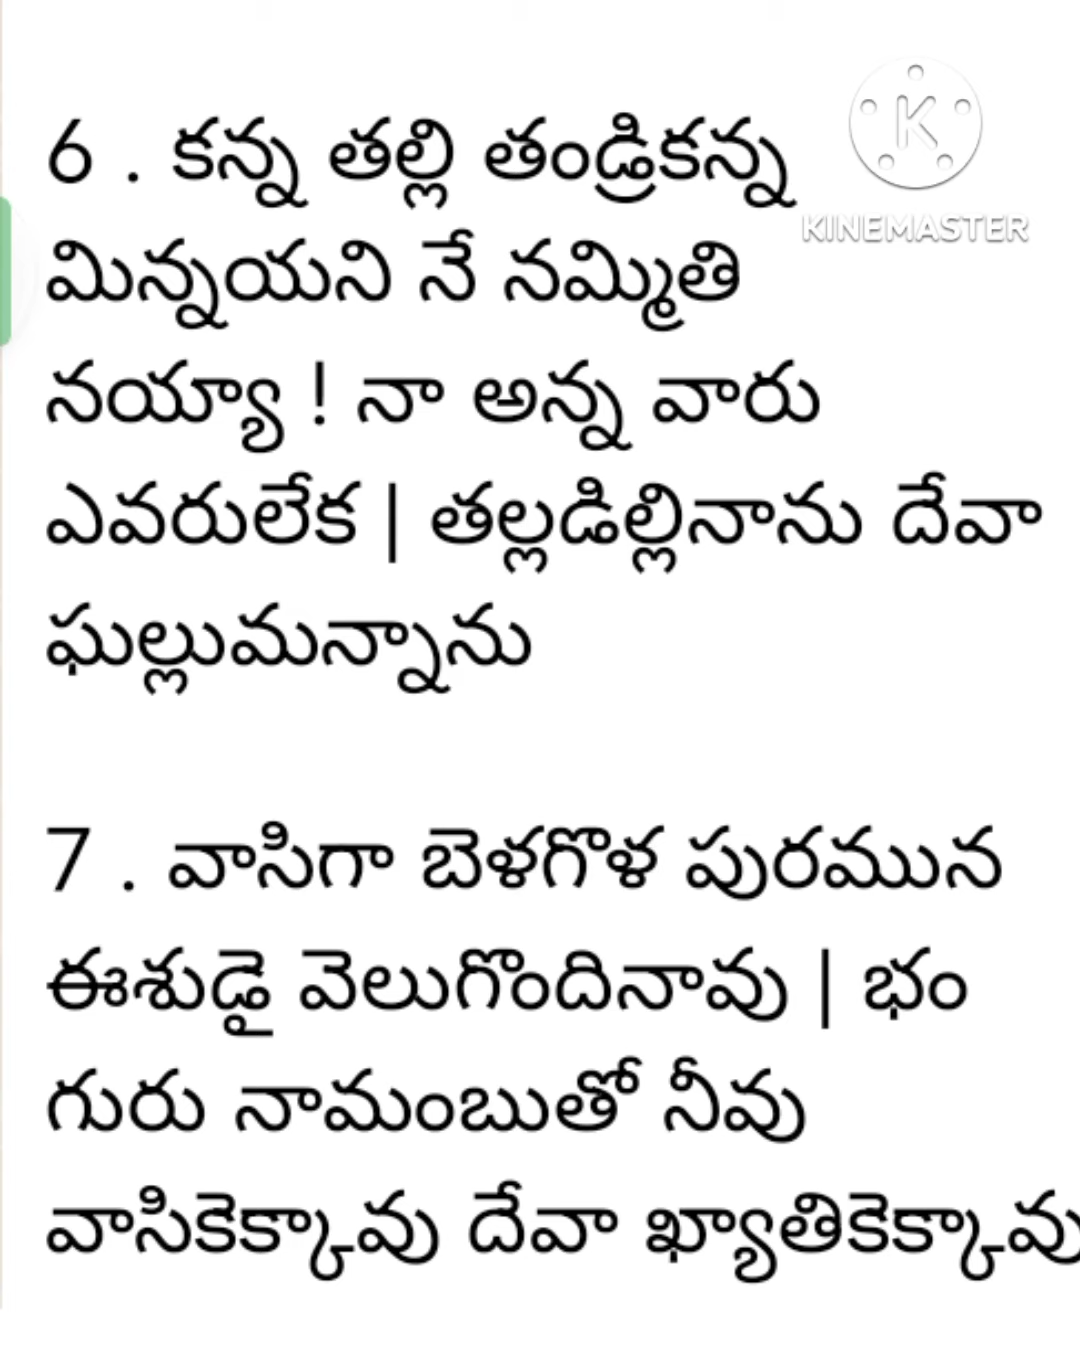 6 . కన్న తల్లి తండ్రికన్న
KINEMASTER
మిన్నయని నే నమ్మితి
నయ్యా ! నా అన్న వారు
ఎవరులేక | తల్లడిల్లినాను దేవా
ఘల్లుమన్నాను
7 . వాసిగా బెళగొళ పురమున
ఈశుడై వెలుగొందినావు | భం
గురు నామంబుతో నీవు
వాసికెక్కావు దేవా ఖ్యాతికెక్కావు